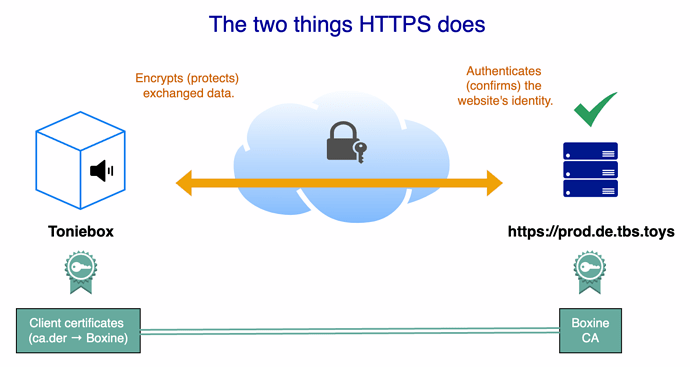 The two things HTTPS does
Encrypts (protects)
exchanged data.
Authenticates
(confirms) the
website's identity.
Toniebox
https://prod.de.tbs.toys
Client certificates
(ca.der → Boxine)
Boxine
CA